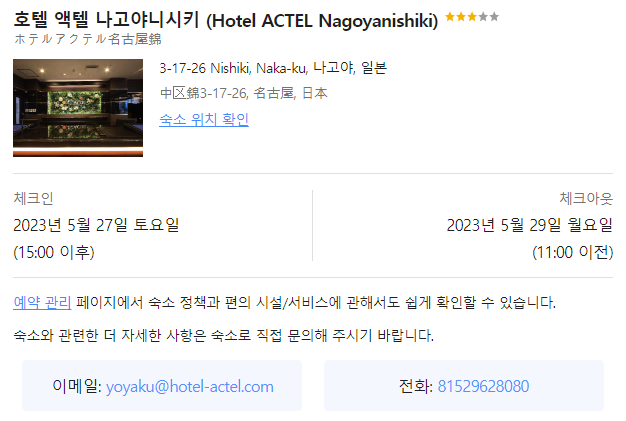 호텔 액텔 나고야니시키 (Hotel ACTEL Nagoyanishiki)
ホテルアクテル名古屋錦
3-17-26 Nishiki, Naka-ku, 나고야, 일본
中区錦3-17-26, 名古屋, 日本
숙소 위치 확인
체크인
2023년 5월 27일 토요일
(15:00 이후)
체크아웃
2023년 5월 29일 월요일
(11:00 이전)
예약 관리 페이지에서 숙소 정책과 편의 시설/서비스에 관해서도 쉽게 확인할 수 있습니다.
숙소와 관련한 더 자세한 사항은 숙소로 직접 문의해 주시기 바랍니다.
이메일: yoyaku@hotel-actel.com
전화: 81529628080